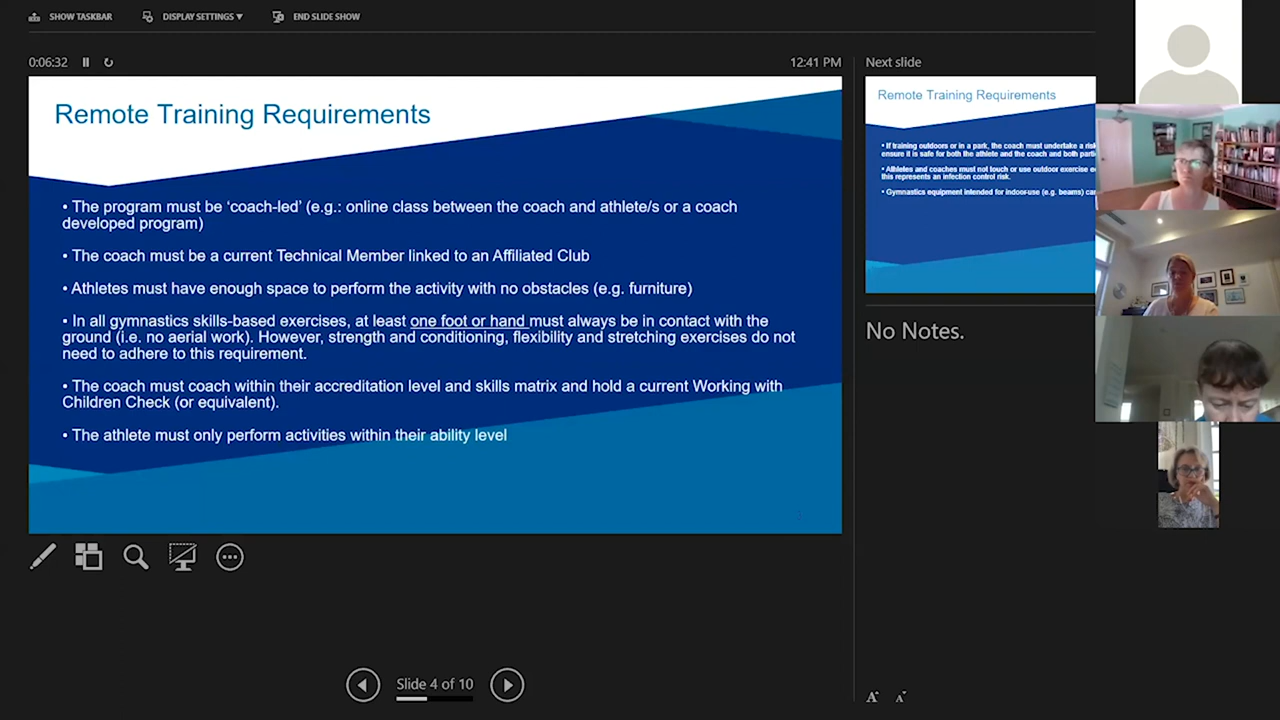 SHOW TASKBAR DISPLAY SETTINGS ▼ END SLIDE SHOW
0:06:32 12:41 PM
Remote Training Requirements
• The program must be ‘coach-led’ (e.g.: online class between the coach and athlete/s or a coach
developed program)
• The coach must be a current Technical Member linked to an Affiliated Club
• Athletes must have enough space to perform the activity with no obstacles (e.g. furniture)
• In all gymnastics skills-based exercises, at least one foot or hand must always be in contact with the
ground (i.e. no aerial work). However, strength and conditioning, flexibility and stretching exercises do not
need to adhere to this requirement.
• The coach must coach within their accreditation level and skills matrix and hold a current Working with
Children Check (or equivalent).
• The athlete must only perform activities within their ability level
Slide 4 of 10
Next slide
Remote Training Requirements
• If training outdoors or in a park, the coach must undertake a
ensure it is safe for both the athlete and the coach and both
• Athletes and coaches must not touch or use outdoor exercise
this represents an infection control risk.
• Gymnastics equipment intended for indoor-use (e.g. beams)
No Notes.
A A